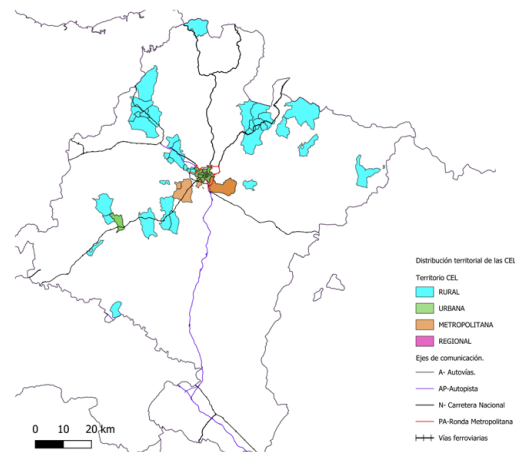 Distribución territorial de las CEL
Territorio CEL
RURAL
URBANA
METROPOLITANA
REGIONAL
Ejes de comunicación.
A- Autovías.
AP-Autopista
N- Carretera Nacional
PA-Ronda Metropolitana
Vías ferroviarias
0 10 20 km